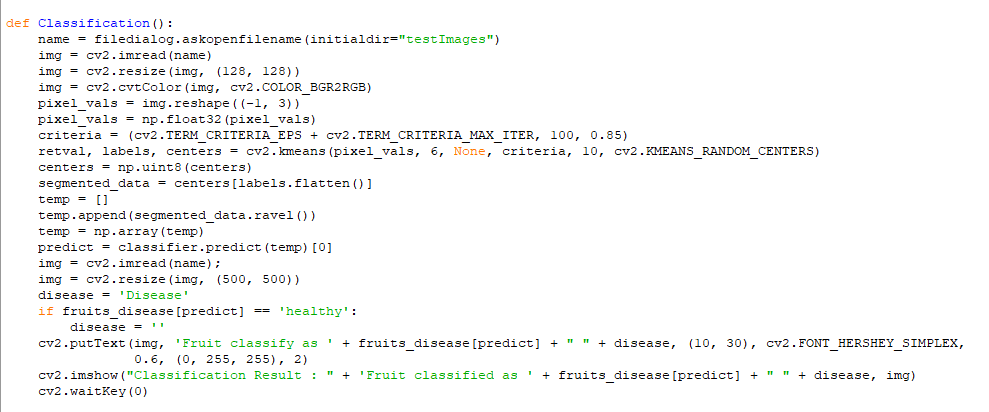 def Classification():
    name = filedialog.askopenfilename(initialdir="testImages")
    img = cv2.imread(name)
    img = cv2.resize(img, (128, 128))
    img = cv2.cvtColor(img, cv2.COLOR_BGR2RGB)
    pixel_vals = img.reshape((-1, 3))
    pixel_vals = np.float32(pixel_vals)
    criteria = (cv2.TERM_CRITERIA_EPS + cv2.TERM_CRITERIA_MAX_ITER, 100, 0.85)
    retval, labels, centers = cv2.kmeans(pixel_vals, 6, None, criteria, 10, cv2.KMEANS_RANDOM_CENTERS)
    centers = np.uint8(centers)
    segmented_data = centers[labels.flatten()]
    temp = []
    temp.append(segmented_data.ravel())
    temp = np.array(temp)
    predict = classifier.predict(temp)[0]
    img = cv2.imread(name);
    img = cv2.resize(img, (500, 500))
    disease = 'Disease'
    if fruits_disease[predict] == 'healthy':
        disease = ''
    cv2.putText(img, 'Fruit classify as ' + fruits_disease[predict] + " " + disease, (10, 30), cv2.FONT_HERSHEY_SIMPLEX,
                0.6, (0, 255, 255), 2)
    cv2.imshow("Classification Result : " + 'Fruit classified as ' + fruits_disease[predict] + " " + disease, img)
    cv2.waitKey(0)